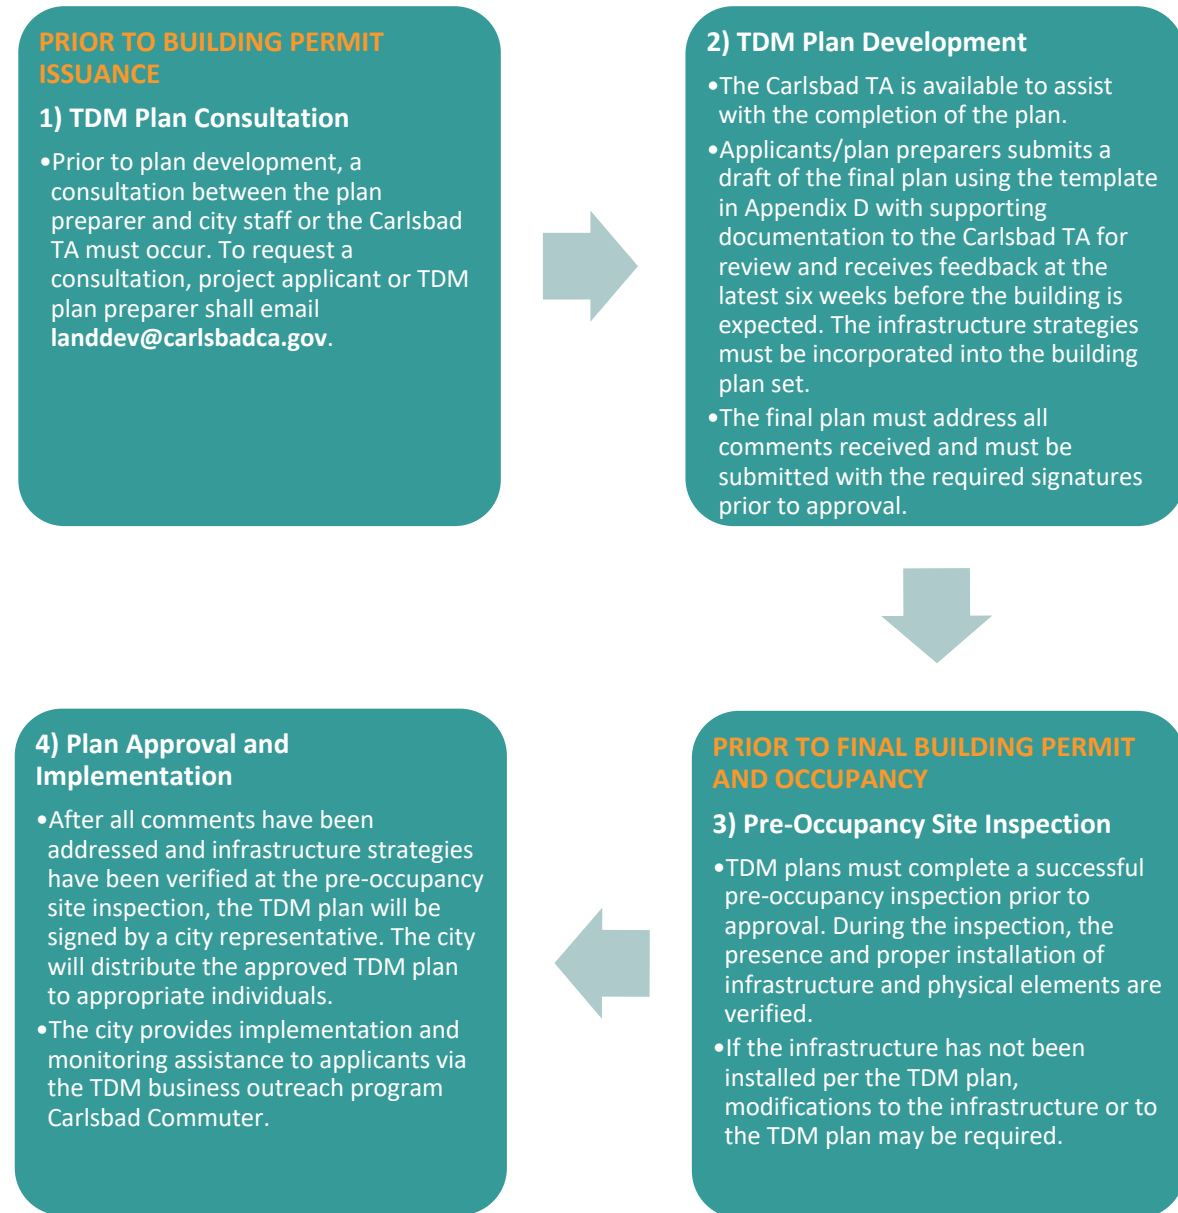 PRIOR TO BUILDING PERMIT
ISSUANCE
1) TDM Plan Consultation
•Prior to plan development, a
consultation between the plan
preparer and city staff or the Carlsbad
TA must occur. To request a
consultation, project applicant or TDM
plan preparer shall email
landdev@carlsbadca.gov.
2) TDM Plan Development
•The Carlsbad TA is available to assist
with the completion of the plan.
•Applicants/plan preparers submits a
draft of the final plan using the template
in Appendix D with supporting
documentation to the Carlsbad TA for
review and receives feedback at the
latest six weeks before the building is
expected. The infrastructure strategies
must be incorporated into the building
plan set.
•The final plan must address all
comments received and must be
submitted with the required signatures
prior to approval.
PRIOR TO FINAL BUILDING PERMIT
AND OCCUPANCY
3) Pre-Occupancy Site Inspection
•TDM plans must complete a successful
pre-occupancy inspection prior to
approval. During the inspection, the
presence and proper installation of
infrastructure and physical elements are
verified.
•If the infrastructure has not been
installed per the TDM plan,
modifications to the infrastructure or to
the TDM plan may be required.
4) Plan Approval and
Implementation
•After all comments have been
addressed and infrastructure strategies
have been verified at the pre-occupancy
site inspection, the TDM plan will be
signed by a city representative. The city
will distribute the approved TDM plan
to appropriate individuals.
•The city provides implementation and
monitoring assistance to applicants via
the TDM business outreach program
Carlsbad Commuter.